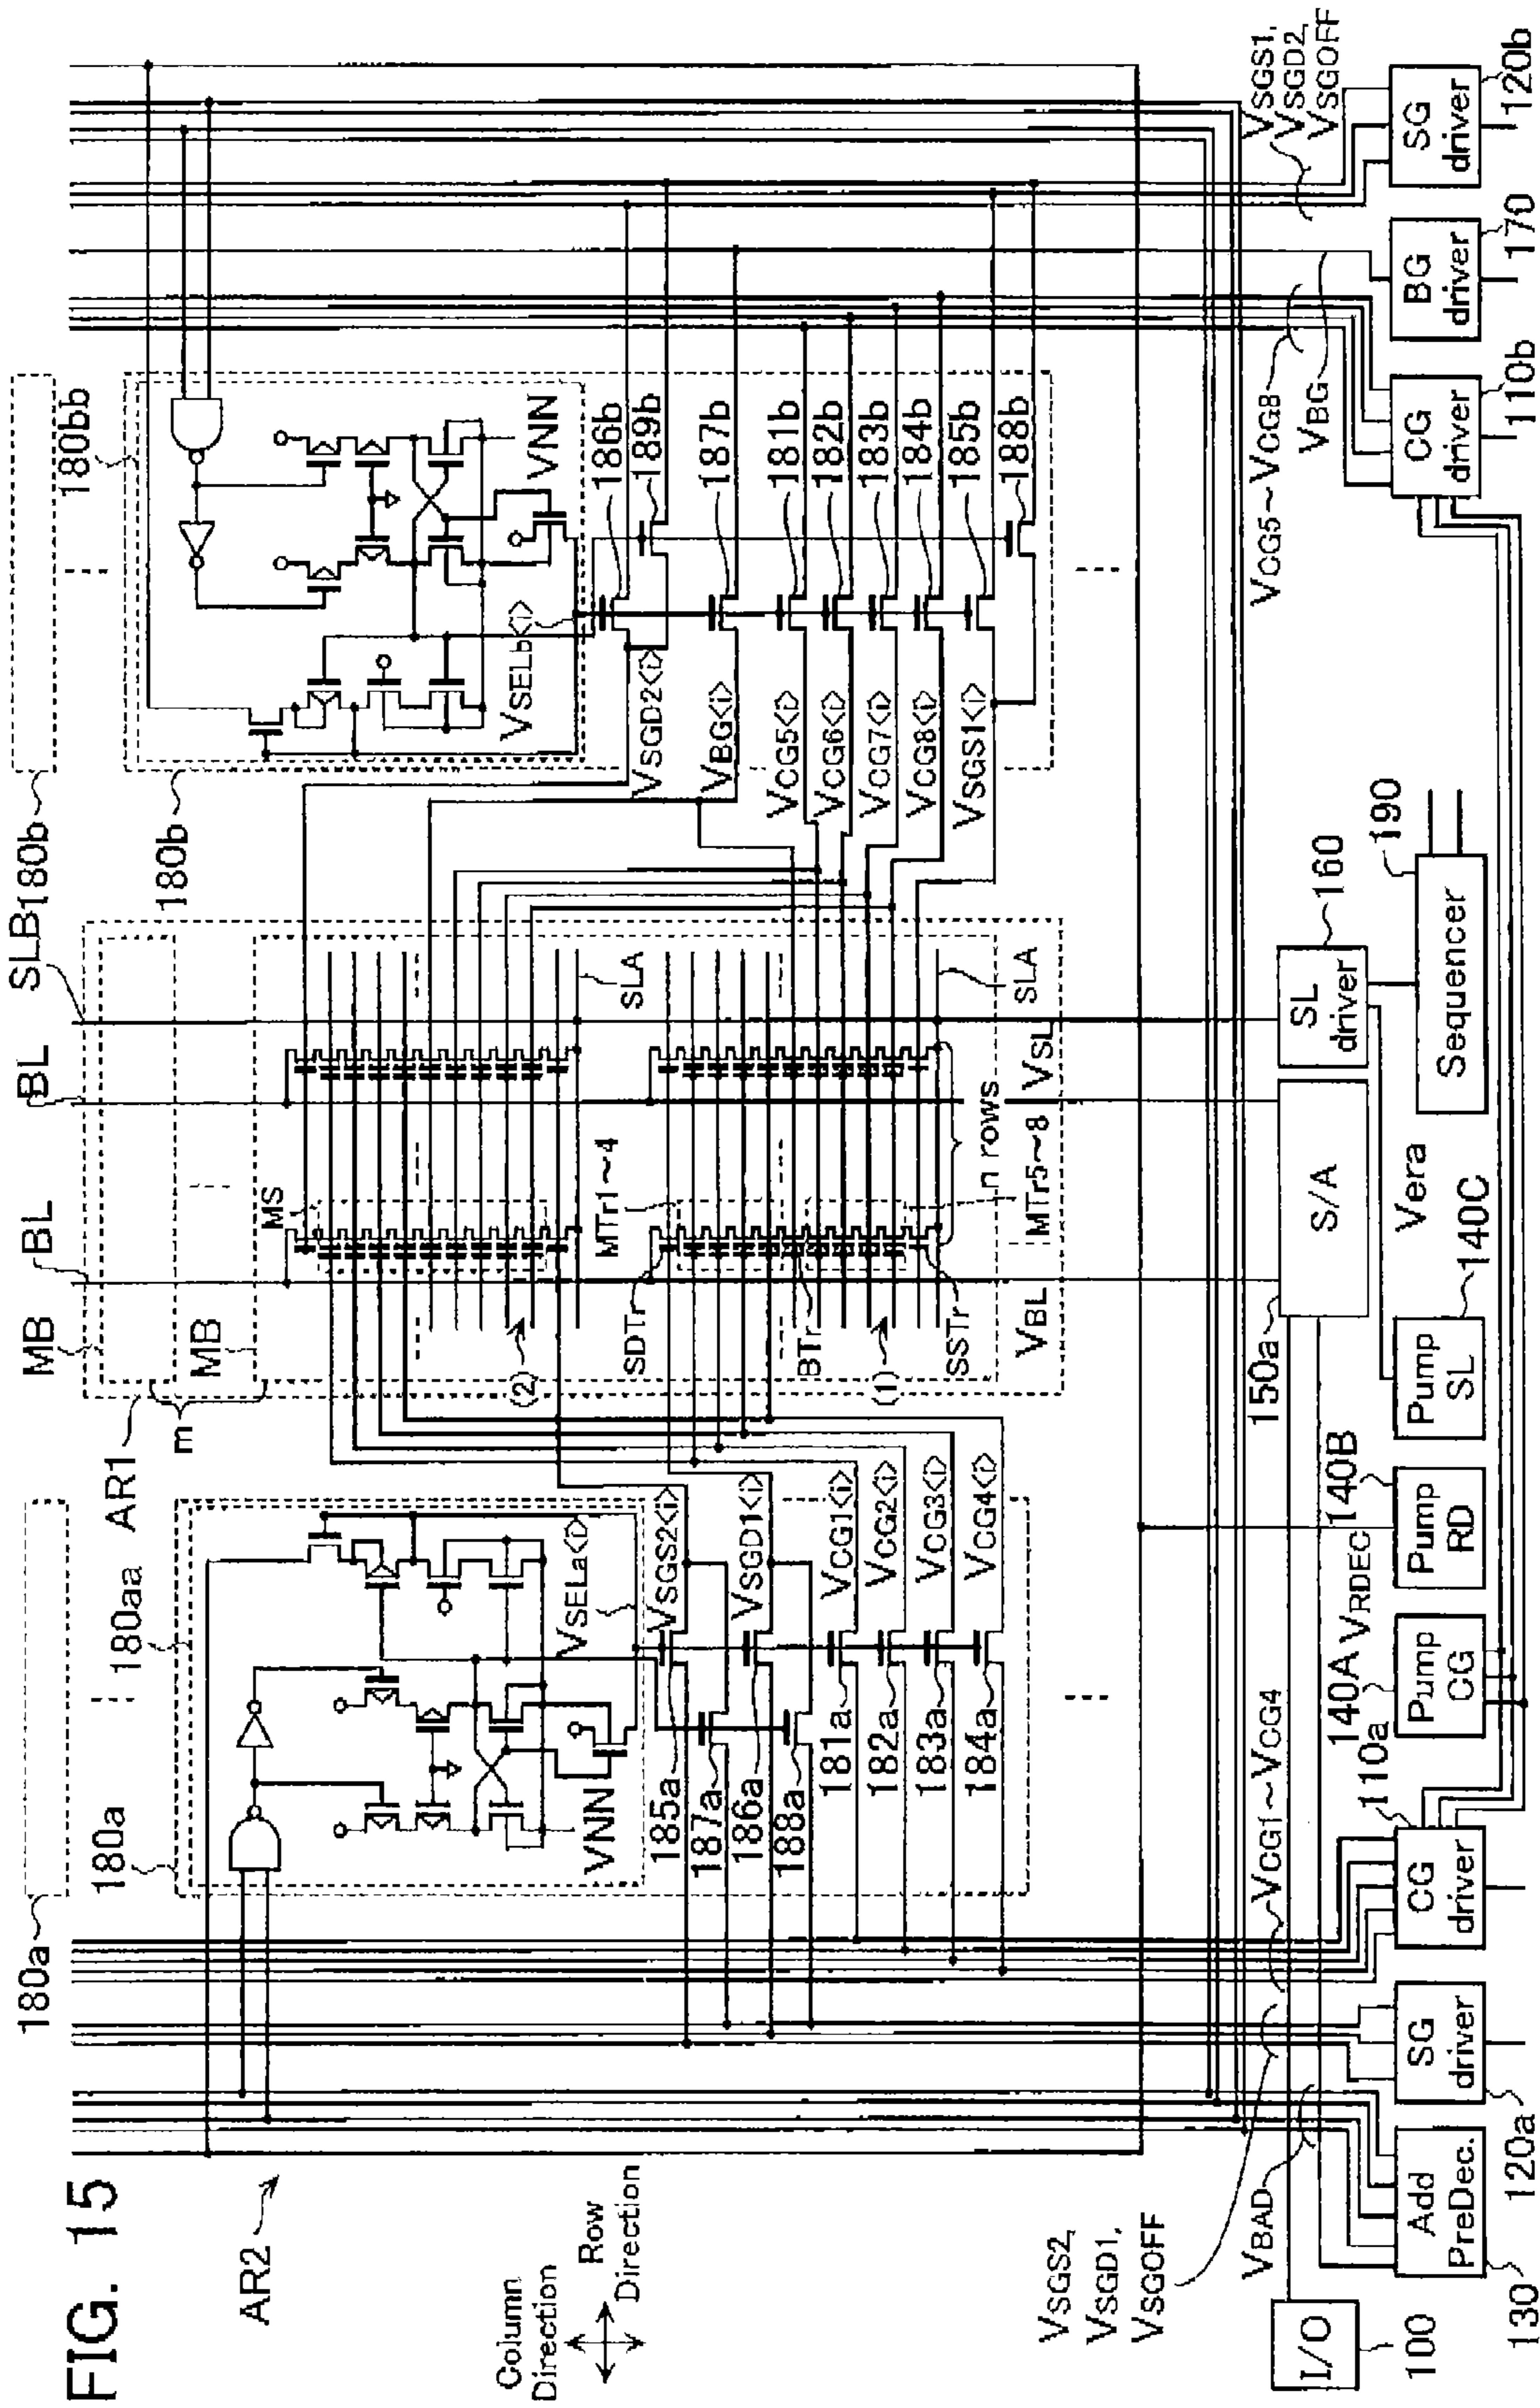 FIG. 15
AR2
Column
Direction
Row
Direction
180a
180a
180aa
VNN
VSELa<i>
VSGS2<i>
VSGD1<i>
VCG1<i>
VCG2<i>
VCG3<i>
VCG4<i>
185a
187a
186a
188a
181a
182a
183a
184a
AR1
m
MB
MB
BL
BL
SLB
MS
(2)
MTr1~4
SDTr
BTr
(1)
SSTr
MTr5~8
n rows
SLA
SLA
VBL
VSL
180b
180b
180bb
VNN
VSELb<i>
VSGD2<i>
VBG<i>
VCG5<i>
VCG6<i>
VCG7<i>
VCG8<i>
VSGS1<i>
186b
189b
187b
181b
182b
183b
184b
185b
188b
VSGS2,
VSGD1,
VSGOFF
VBAD
VCG1~VCG4
VRDEC
Vera
VCG5~VCG8
VBG
VSGS1,
VSGD2,
VSGOFF
I/O
100
Add
PreDec.
130
SG
driver
120a
CG
driver
110a
Pump
CG
140A
Pump
RD
140B
Pump
SL
140C
S/A
150a
SL
driver
160
Sequencer
190
CG
driver
110b
BG
driver
170
SG
driver
120b